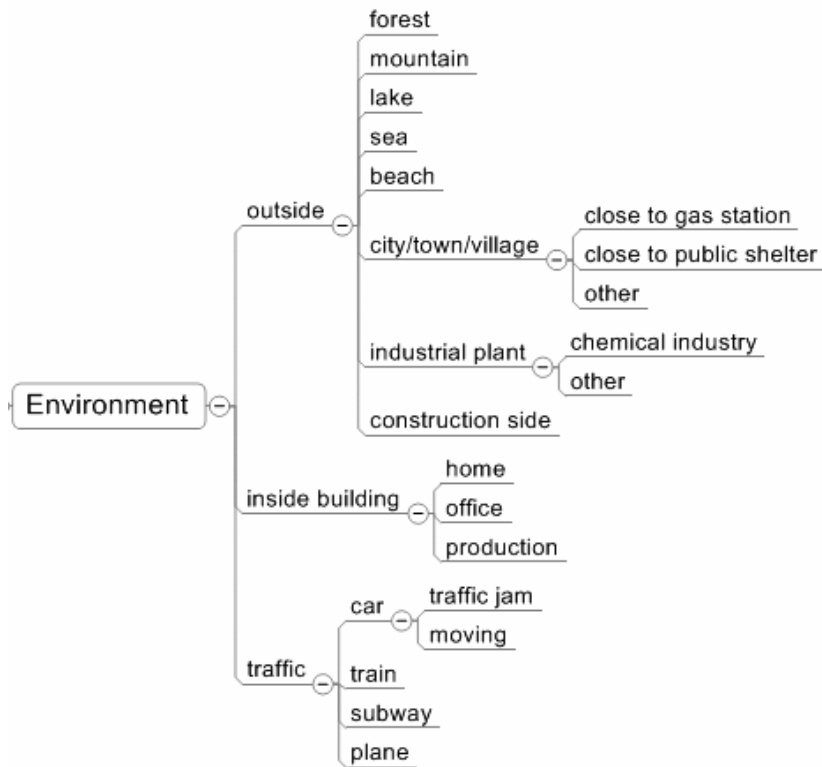 forest
mountain
lake
sea
beach
outside
close to gas station
city/town/village
close to public shelter
other
chemical industry
industrial plant
other
Environment
construction side
home
inside building
office
production
traffic jam
car
moving
traffic
train
subway
plane